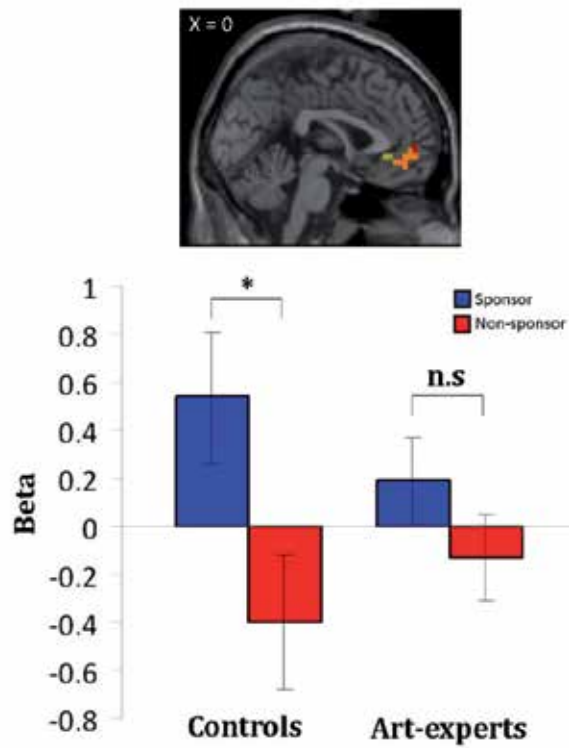 X = 0
*
1
Sponsor
Non-sponsor
0.8
0.6
n.s
0.4
0.2
0
-0.2
-0.4
-0.6
-0.8
Beta
Controls
Art-experts